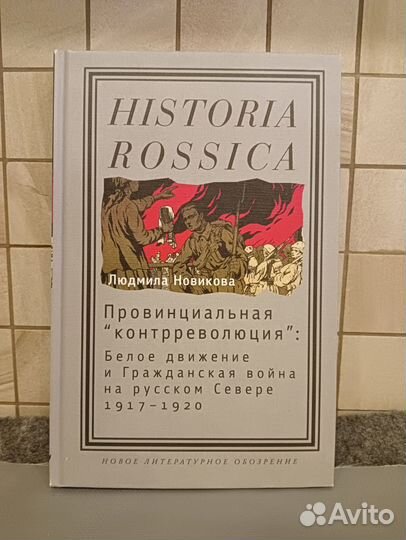 HISTORIA
ROSSICA
Людмила Новикова
Провинциальная
"контрреволюция":
Белое движение
и Гражданская война
на русском Севере
1917–1920
НОВОЕ ЛИТЕРАТУРНОЕ ОБОЗРЕНИЕ
Avito